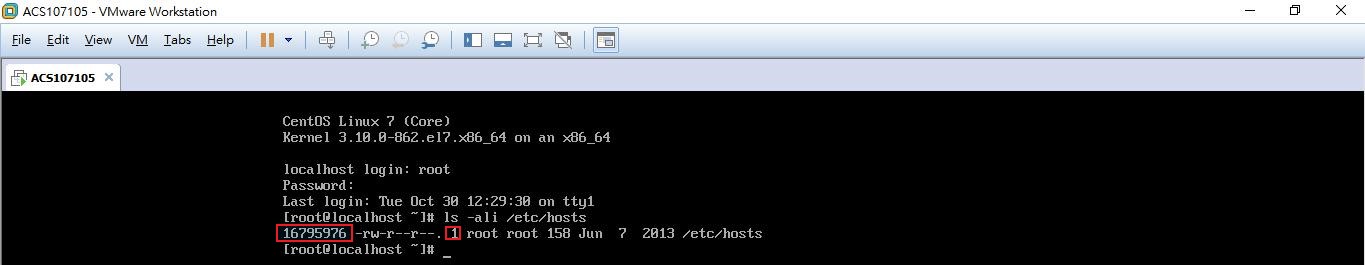 ACS107105 - VMware Workstation
File Edit View VM Tabs Help
ACS107105
CentOS Linux 7 (Core)
Kernel 3.10.0-862.el7.x86_64 on an x86_64
localhost login: root
Password:
Last login: Tue Oct 30 12:29:30 on tty1
[root@localhost ~]# ls -ali /etc/hosts
16795976 -rw-r--r--. 1 root root 158 Jun  7  2013 /etc/hosts
[root@localhost ~]# _